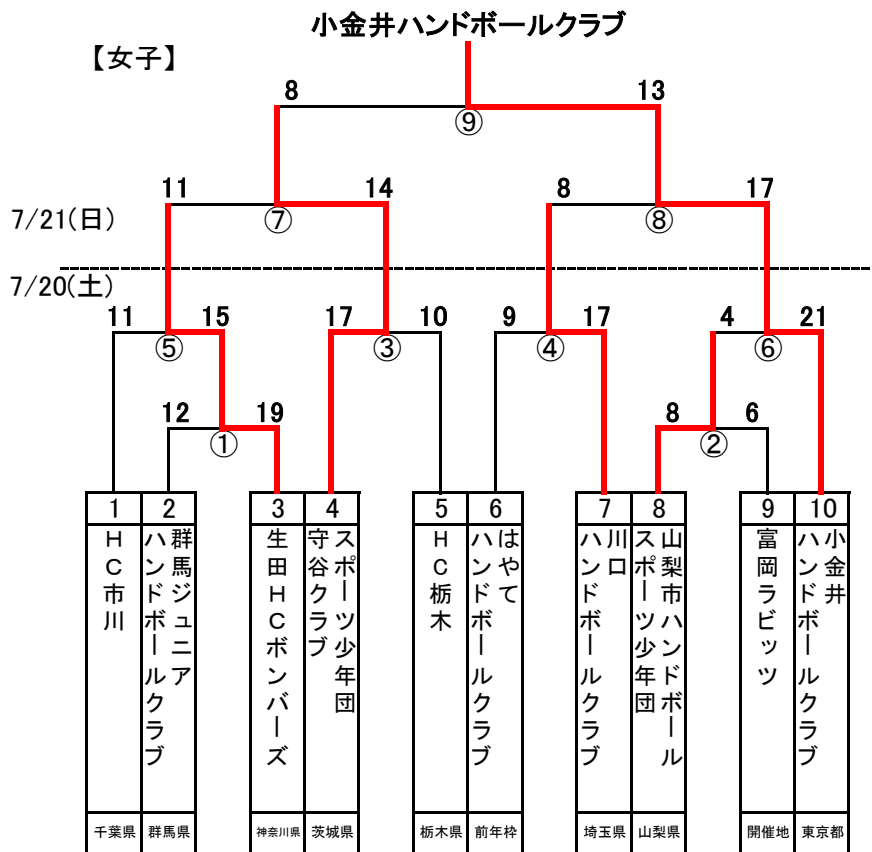 小金井ハンドボールクラブ
【女子】
8
13
⑨
11
14
8
17
⑦
⑧
7/21(日)
7/20(土)
11
15
17
10
9
17
4
21
⑤
③
④
⑥
12
19
8
6
①
②
1
2
3
4
5
6
7
8
9
10
HC市川
群馬ジュニア
ハンドボールクラブ
生田HCボンバーズ
スポーツ少年団
守谷クラブ
HC栃木
はやて
ハンドボールクラブ
川口
ハンドボールクラブ
山梨市ハンドボール
スポーツ少年団
富岡ラビッツ
小金井
ハンドボールクラブ
千葉県
群馬県
神奈川県
茨城県
栃木県
前年枠
埼玉県
山梨県
開催地
東京都